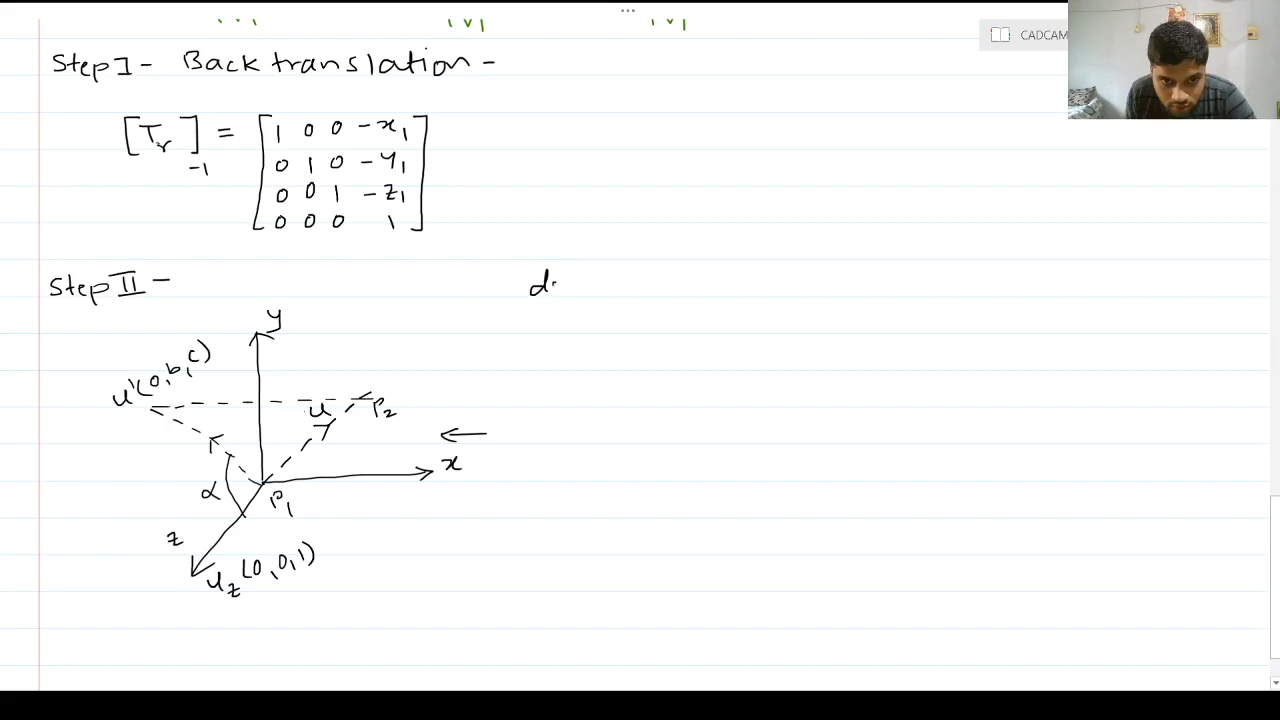 CADCAM
Step I - Back translation -
[Tr]-1 = [1 0 0 -x1
0 1 0 -y1
0 0 1 -z1
0 0 0 1]
Step II -
d
y
u'(0,b,c)
u
P2
x
α
P1
z
uz(0,0,1)